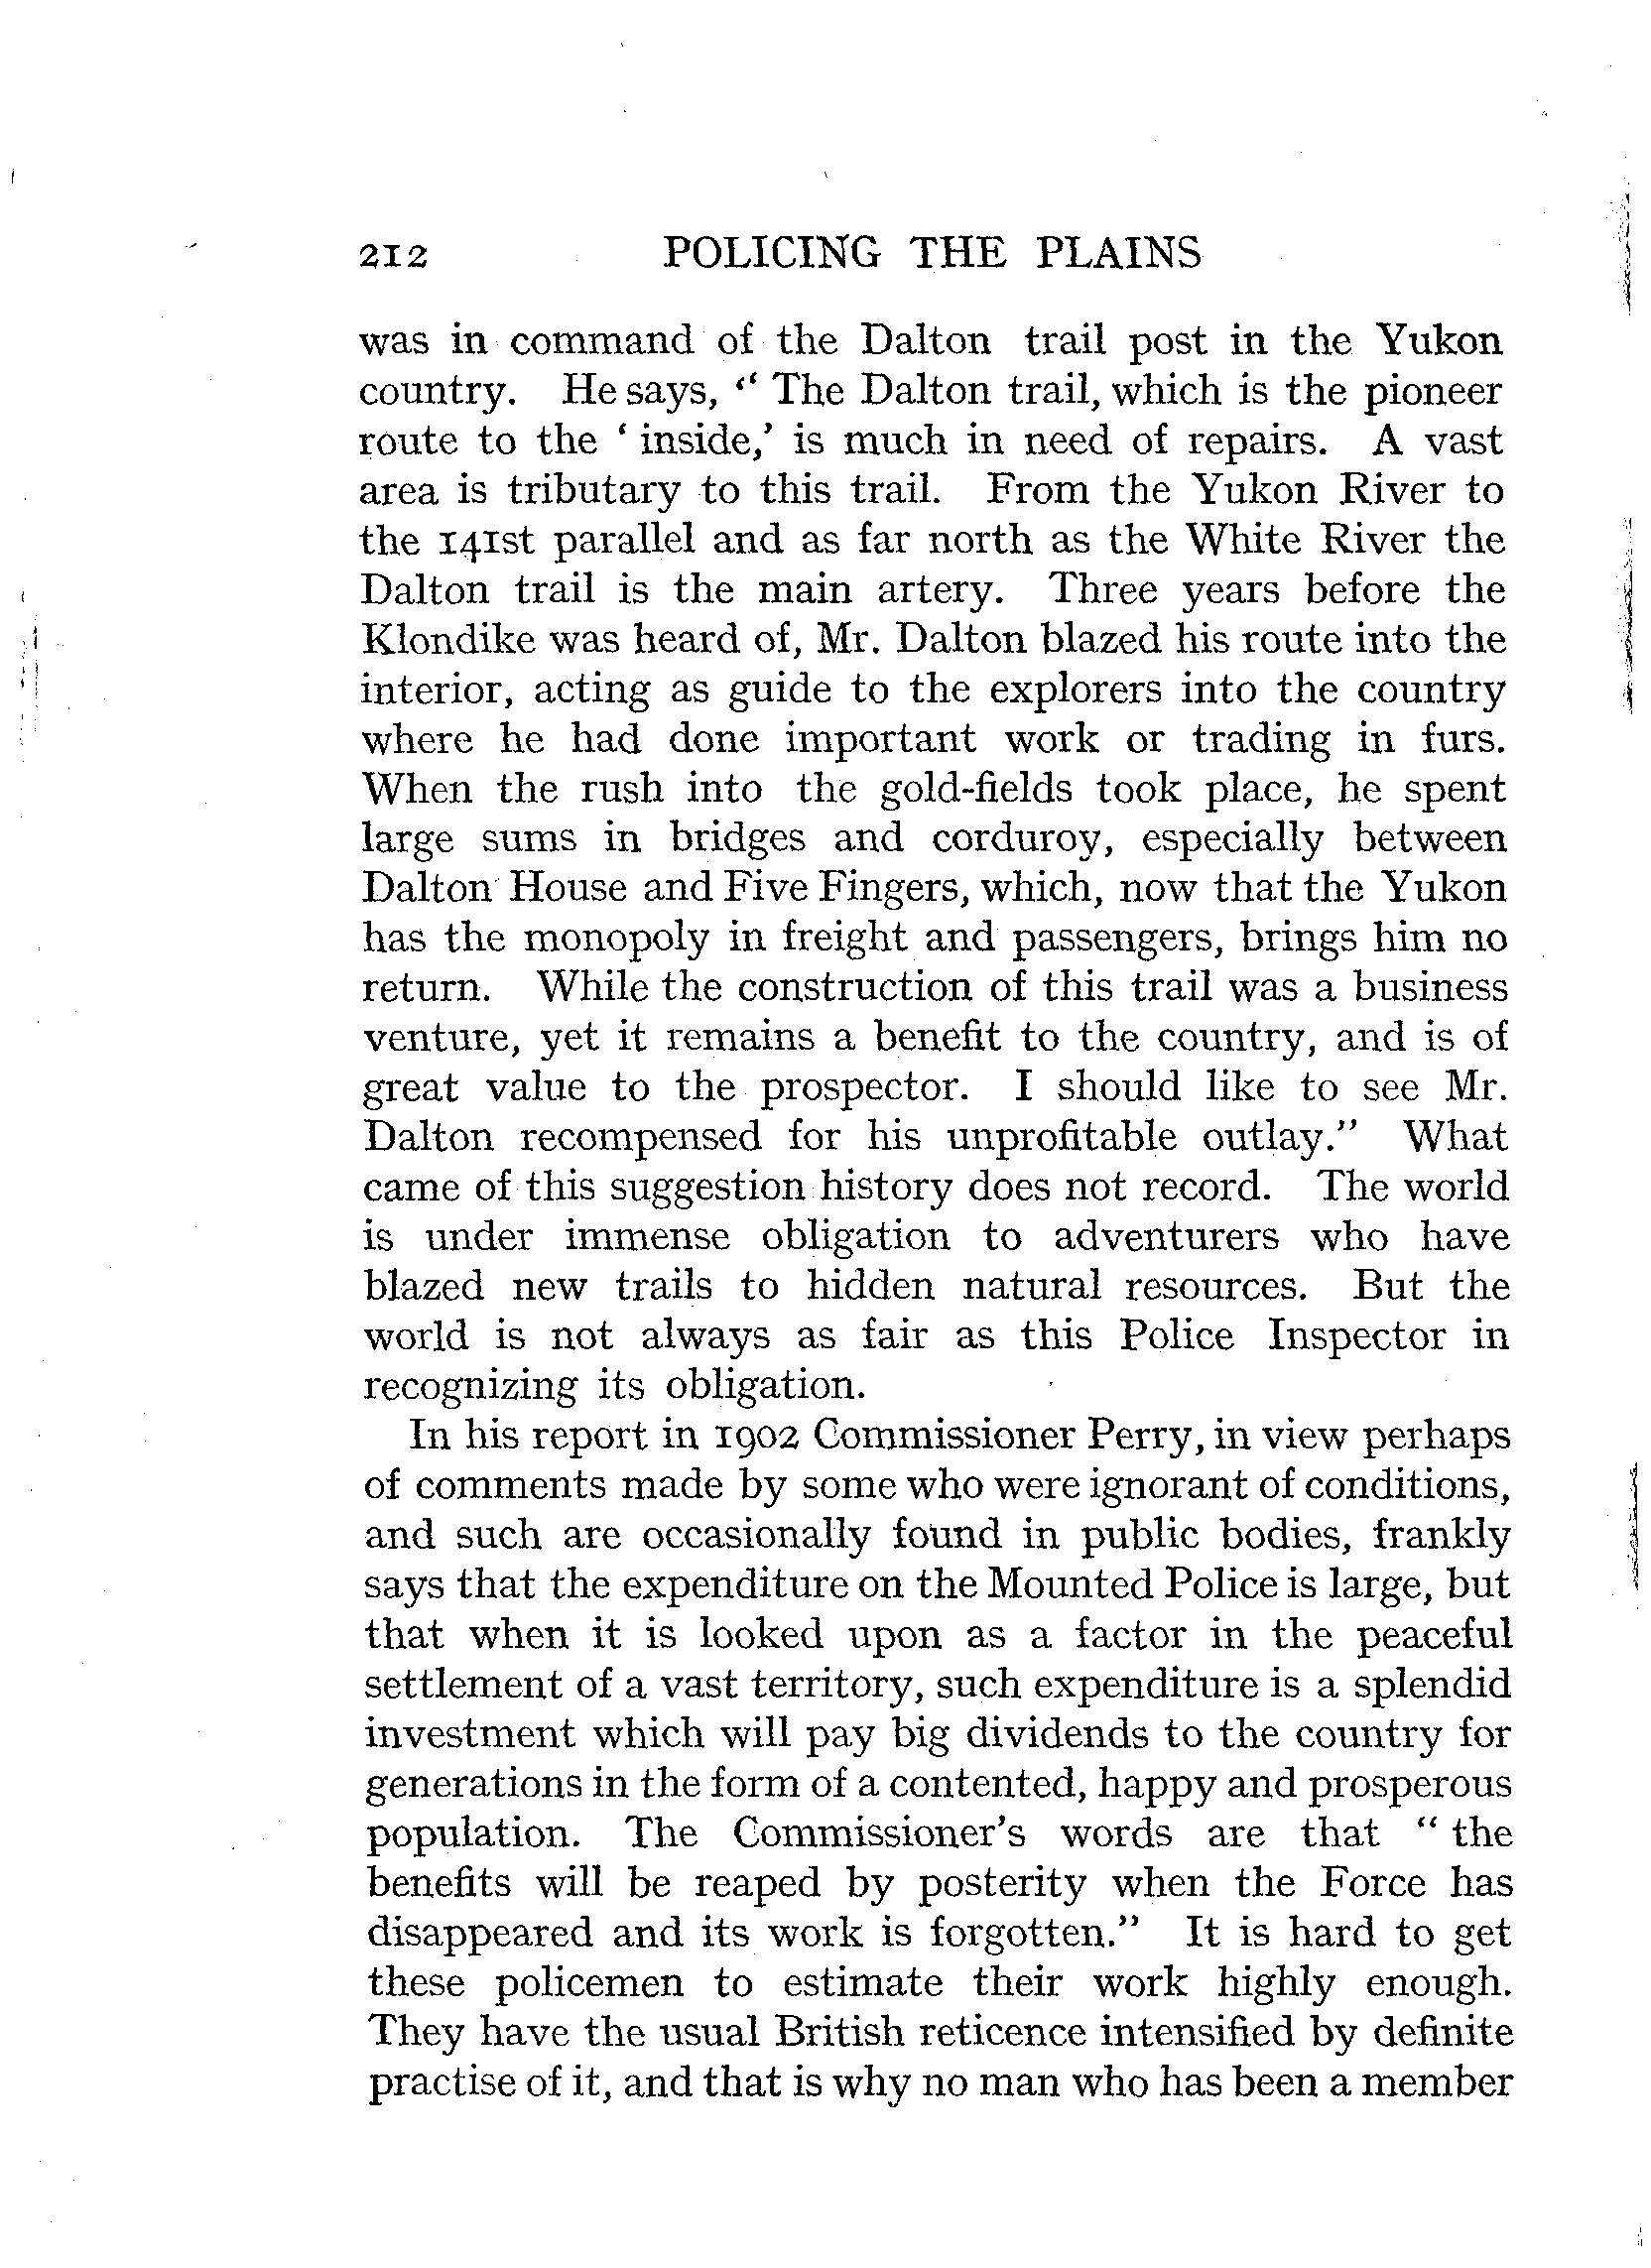 212 POLICING THE PLAINS
was in command of the Dalton trail post in the Yukon
country. He says, “ The Dalton trail, which is the pioneer
route to the ‘ inside,’ is much in need of repairs. A vast
area is tributary to this trail. From the Yukon River to
the 141st parallel and as far north as the White River the
Dalton trail is the main artery. Three years before the
Klondike was heard of, Mr. Dalton blazed his route into the
interior, acting as guide to the explorers into the country
where he had done important work or trading in furs.
When the rush into the gold-fields took place, he spent
large sums in bridges and corduroy, especially between
Dalton House and Five Fingers, which, now that the Yukon
has the monopoly in freight and passengers, brings him no
return. While the construction of this trail was a business
venture, yet it remains a benefit to the country, and is of
great value to the prospector. I should like to see Mr.
Dalton recompensed for his unprofitable outlay.” What
came of this suggestion history does not record. The world
is under immense obligation to adventurers who have
blazed new trails to hidden natural resources. But the
world is not always as fair as this Police Inspector in
recognizing its obligation.
In his report in 1902 Commissioner Perry, in view perhaps
of comments made by some who were ignorant of conditions,
and such are occasionally found in public bodies, frankly
says that the expenditure on the Mounted Police is large, but
that when it is looked upon as a factor in the peaceful
settlement of a vast territory, such expenditure is a splendid
investment which will pay big dividends to the country for
generations in the form of a contented, happy and prosperous
population. The Commissioner’s words are that “ the
benefits will be reaped by posterity when the Force has
disappeared and its work is forgotten.” It is hard to get
these policemen to estimate their work highly enough.
They have the usual British reticence intensified by definite
practise of it, and that is why no man who has been a member